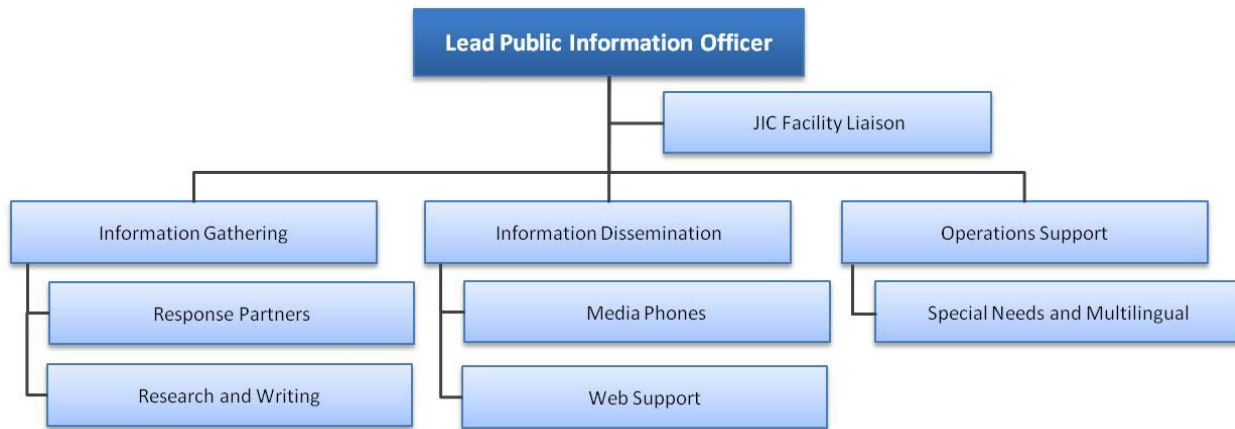 Lead Public Information Officer
JIC Facility Liaison
Information Gathering
Information Dissemination
Operations Support
Response Partners
Media Phones
Special Needs and Multilingual
Research and Writing
Web Support